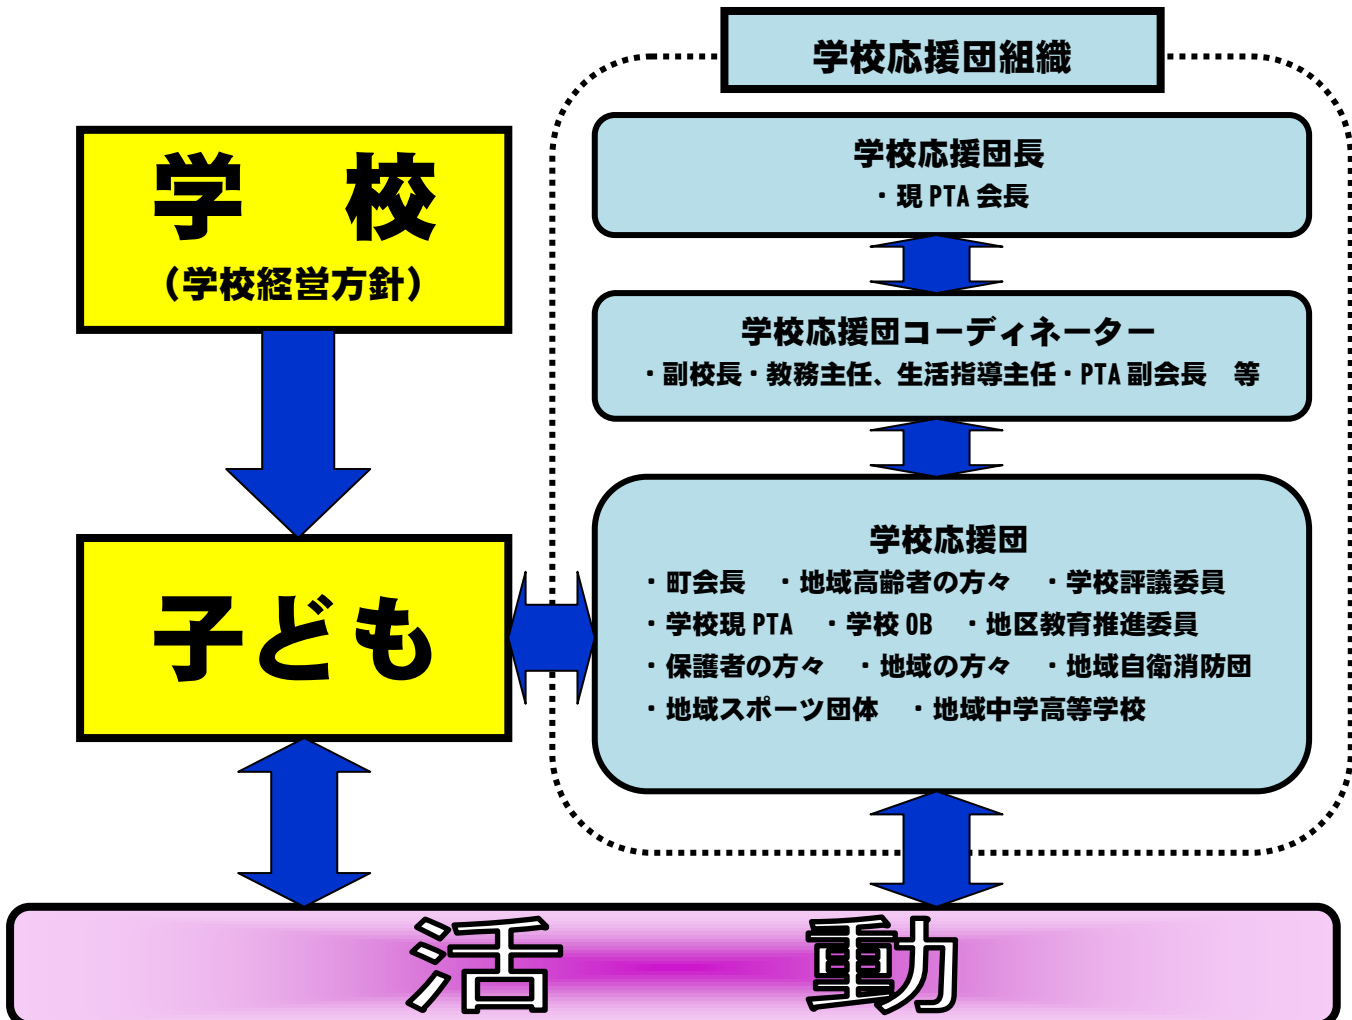 学校応援団組織
学　校
（学校経営方針）
学校応援団長
・現 PTA 会長
学校応援団コーディネーター
・副校長・教務主任、生活指導主任・PTA 副会長　等
子ども
学校応援団
・町会長　・地域高齢者の方々　・学校評議委員
・学校現 PTA　・学校 OB　・地区教育推進委員
・保護者の方々　・地域の方々　・地域自衛消防団
・地域スポーツ団体　・地域中学高等学校
活　動